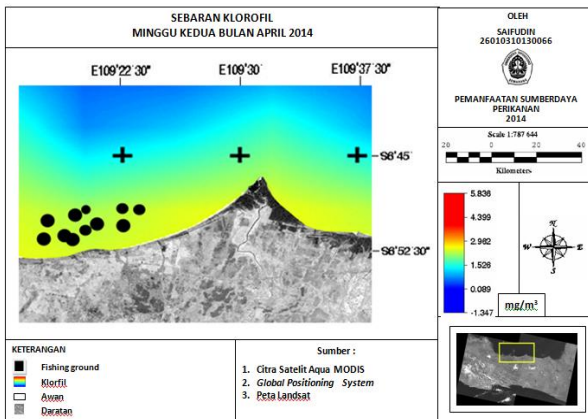 SEBARAN KLOROFIL
MINGGU KEDUA BULAN APRIL 2014
E109°22'30" E109°30' E109°37'30"
S6°45'
S6°52'30"
KETERANGAN
Fishing ground
Klorfil
Awan
Daratan
Sumber :
1. Citra Satelit Aqua MODIS
2. Global Positioning System
3. Peta Landsat
OLEH
SAIFUDIN
26010310130066
PEMANFAATAN SUMBERDAYA
PERIKANAN
2014
Scale 1:787 644
20 0 20 40
Kilometers
5.836
4.399
2.962
1.526
0.089
-1.347
mg/m³
N
W E
S